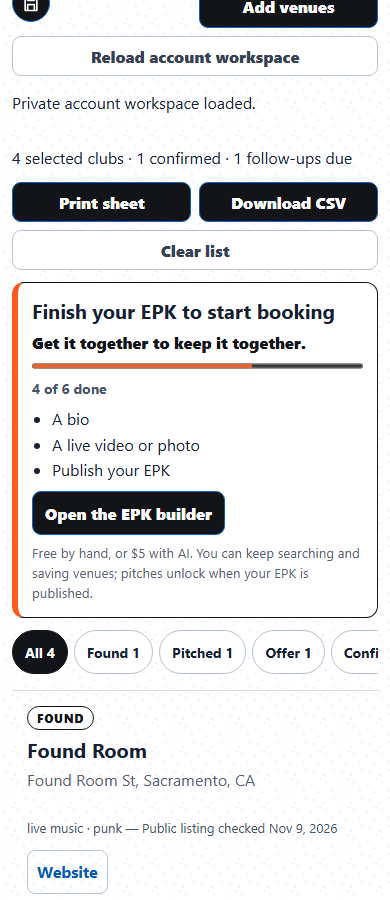 Add venues
Reload account workspace
Private account workspace loaded.
4 selected clubs · 1 confirmed · 1 follow-ups due
Print sheet
Download CSV
Clear list
Finish your EPK to start booking
Get it together to keep it together.
4 of 6 done
• A bio
• A live video or photo
• Publish your EPK
Open the EPK builder
Free by hand, or $5 with AI. You can keep searching and
saving venues; pitches unlock when your EPK is
published.
All 4
Found 1
Pitched 1
Offer 1
Confi
FOUND
Found Room
Found Room St, Sacramento, CA
live music · punk — Public listing checked Nov 9, 2026
Website